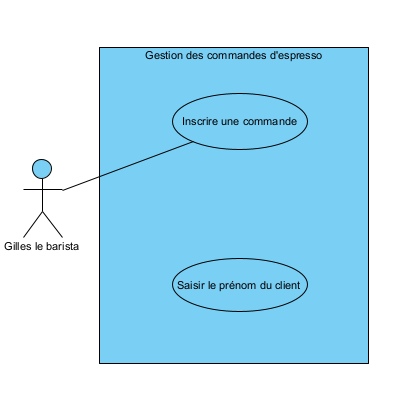 Gestion des commandes d'espresso
Inscrire une commande
Gilles le barista
Saisir le prénom du client